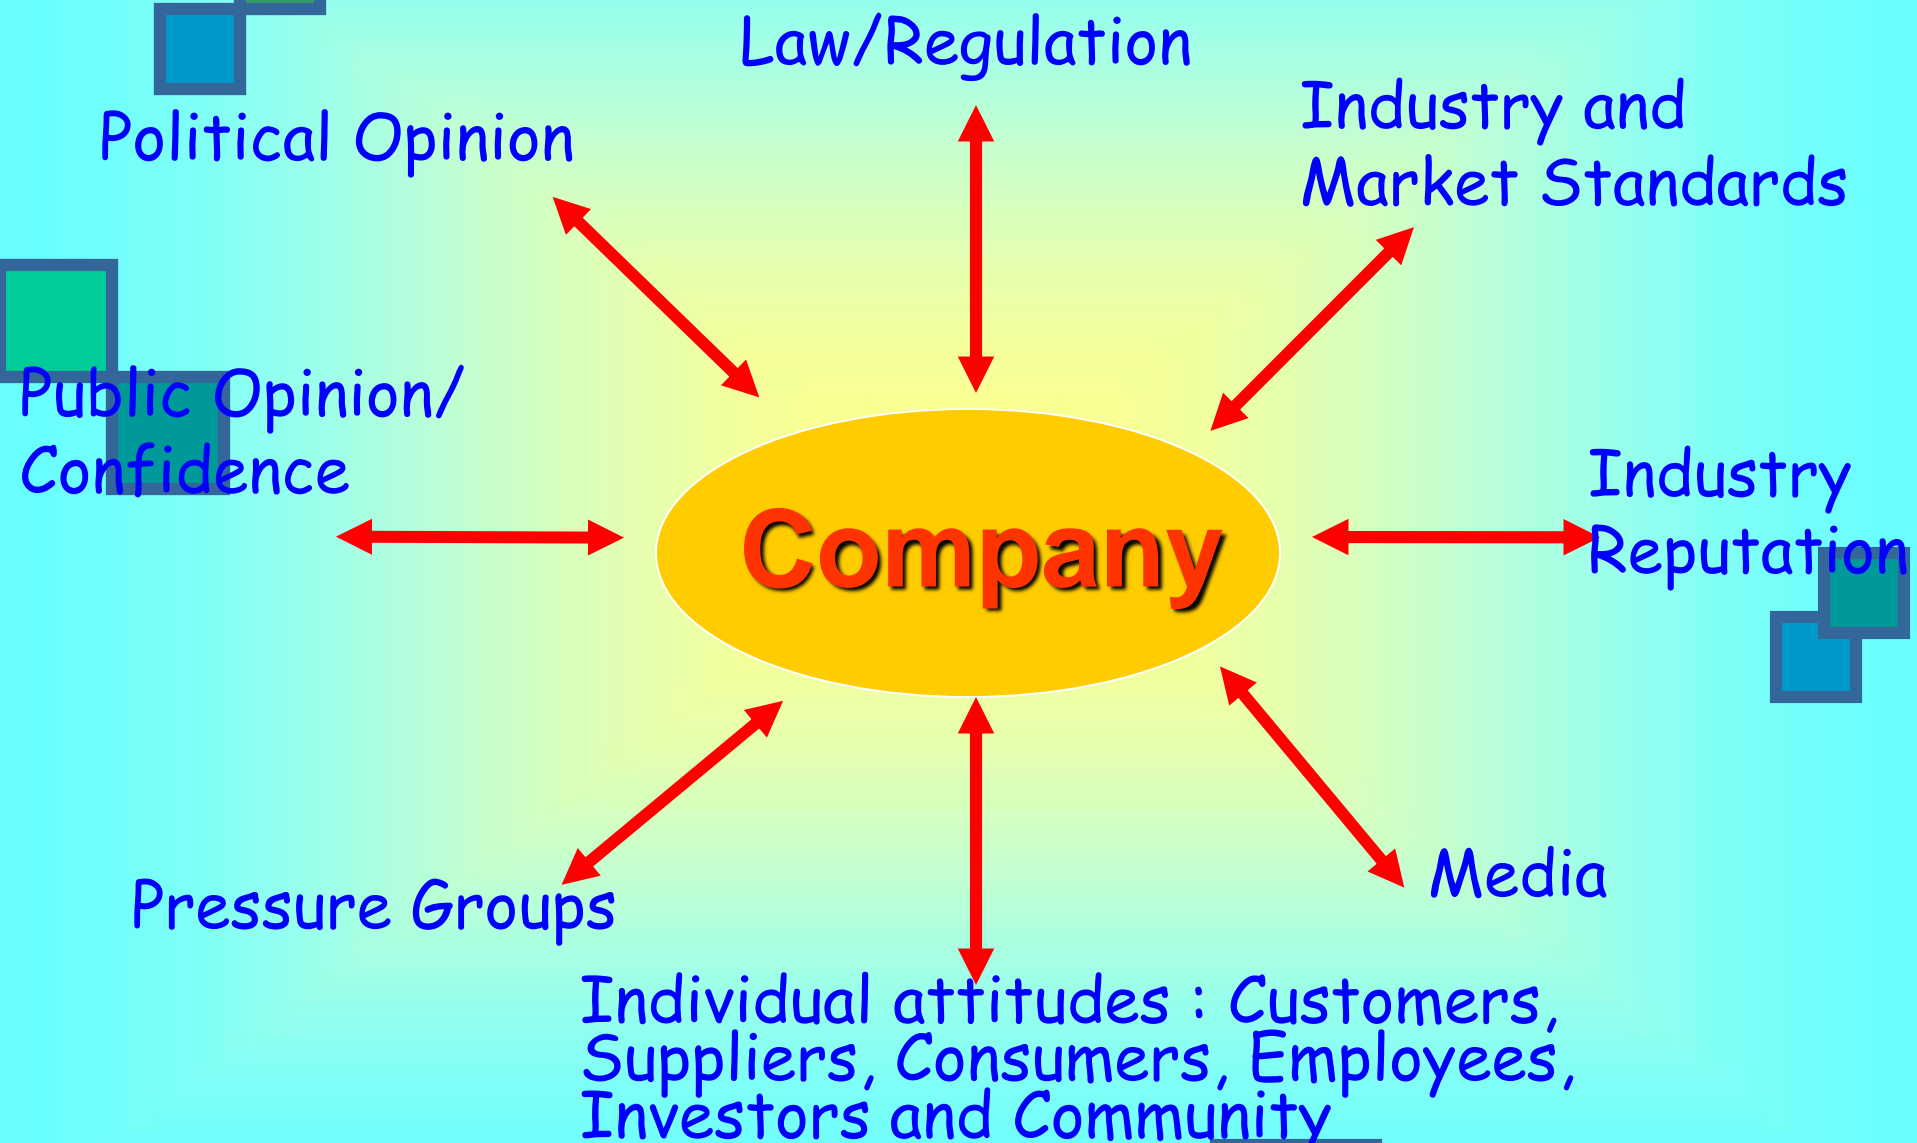 Law/Regulation
Political Opinion
Industry and
Market Standards
Public Opinion/
Confidence
Company
Industry
Reputation
Pressure Groups
Media
Individual attitudes : Customers,
Suppliers, Consumers, Employees,
Investors and Community